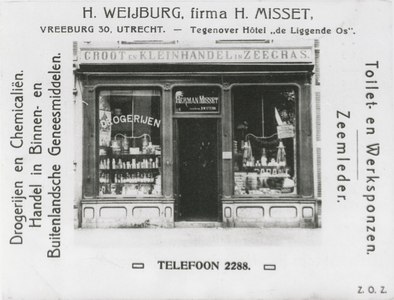 H. WEIJBURG, firma H. MISSET,
VREEBURG 30, UTRECHT. — Tegenover Hôtel „de Liggende Os".
Drogerijen en Chemicaliën.
Handel in Binnen- en
Buitenlandsche Geneesmiddelen.
GROOT en KLEINHANDEL in ZEEGRAS.
DROGERIJEN
HERMAN MISSET
Toilet- en Werksponzen.
Zeemleder.
TELEFOON 2288.
Z. O. Z.